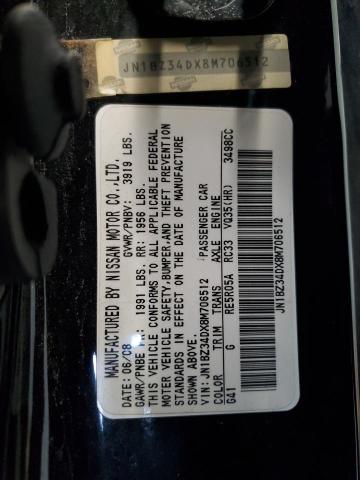 JN1BZ34DX8M706512
MANUFACTURED BY NISSAN MOTOR CO.,LTD.
DATE: 06/08 GVWR/PNBV: 3919 LBS.
GAWR/PNBE FR: 1991 LBS. RR: 1956 LBS.
THIS VEHICLE CONFORMS TO ALL APPLICABLE FEDERAL
MOTOR VEHICLE SAFETY, BUMPER, AND THEFT PREVENTION
STANDARDS IN EFFECT ON THE DATE OF MANUFACTURE
SHOWN ABOVE.
VIN: JN1BZ34DX8M706512 PASSENGER CAR
COLOR TRIM TRANS AXLE ENGINE
G41 G RE5R05A RC33 VQ35(HR) 3498CC
JN1BZ34DX8M706512